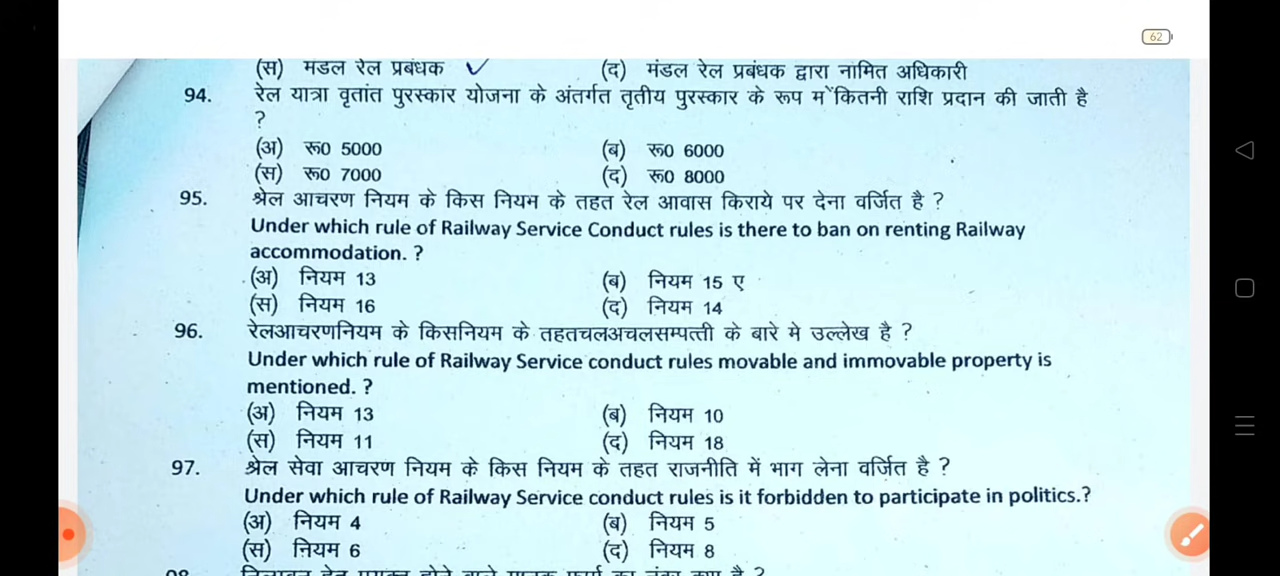 62
(स) मंडल रेल प्रबंधक (द) मंडल रेल प्रबंधक द्वारा नामित अधिकारी
94. रेल यात्रा वृतांत पुरस्कार योजना के अंतर्गत तृतीय पुरस्कार के रूप में कितनी राशि प्रदान की जाती है
?
(अ) रू0 5000 (ब) रू0 6000
(स) रू0 7000 (द) रू0 8000
95. श्रेल आचरण नियम के किस नियम के तहत रेल आवास किराये पर देना वर्जित है ?
Under which rule of Railway Service Conduct rules is there to ban on renting Railway
accommodation. ?
(अ) नियम 13 (ब) नियम 15 ए
(स) नियम 16 (द) नियम 14
96. रेलआचरणनियम के किसनियम के तहतचलअचलसम्पत्ती के बारे मे उल्लेख है ?
Under which rule of Railway Service conduct rules movable and immovable property is
mentioned. ?
(अ) नियम 13 (ब) नियम 10
(स) नियम 11 (द) नियम 18
97. श्रेल सेवा आचरण नियम के किस नियम के तहत राजनीति में भाग लेना वर्जित है ?
Under which rule of Railway Service conduct rules is it forbidden to participate in politics.?
(अ) नियम 4 (ब) नियम 5
(स) नियम 6 (द) नियम 8
98. निलंबन हेतु प्रयुक्त होने वाले मानक फार्म का नंबर क्या है ?